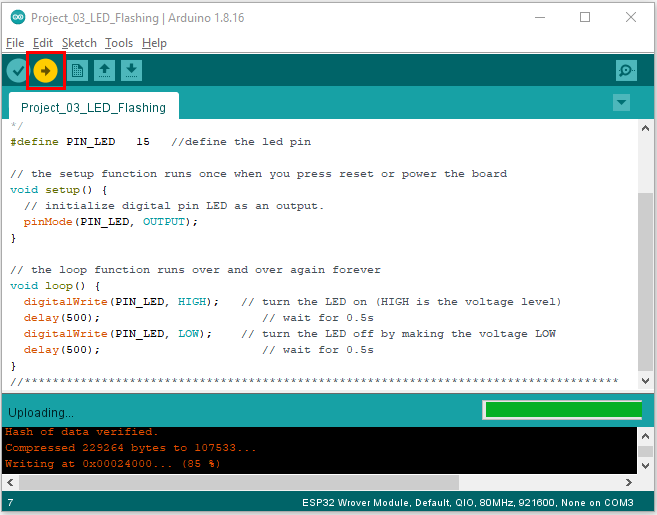 Project_03_LED_Flashing | Arduino 1.8.16
File Edit Sketch Tools Help
Project_03_LED_Flashing
*/
#define PIN_LED   15   //define the led pin
// the setup function runs once when you press reset or power the board
void setup() {
  // initialize digital pin LED as an output.
  pinMode(PIN_LED, OUTPUT);
}
// the loop function runs over and over again forever
void loop() {
  digitalWrite(PIN_LED, HIGH);   // turn the LED on (HIGH is the voltage level)
  delay(500);                       // wait for 0.5s
  digitalWrite(PIN_LED, LOW);    // turn the LED off by making the voltage LOW
  delay(500);                       // wait for 0.5s
}
//*********************************************************************************
Uploading...
Hash of data verified.
Compressed 229264 bytes to 107533...
Writing at 0x00024000... (85 %)
7 ESP32 Wrover Module, Default, QIO, 80MHz, 921600, None on COM3